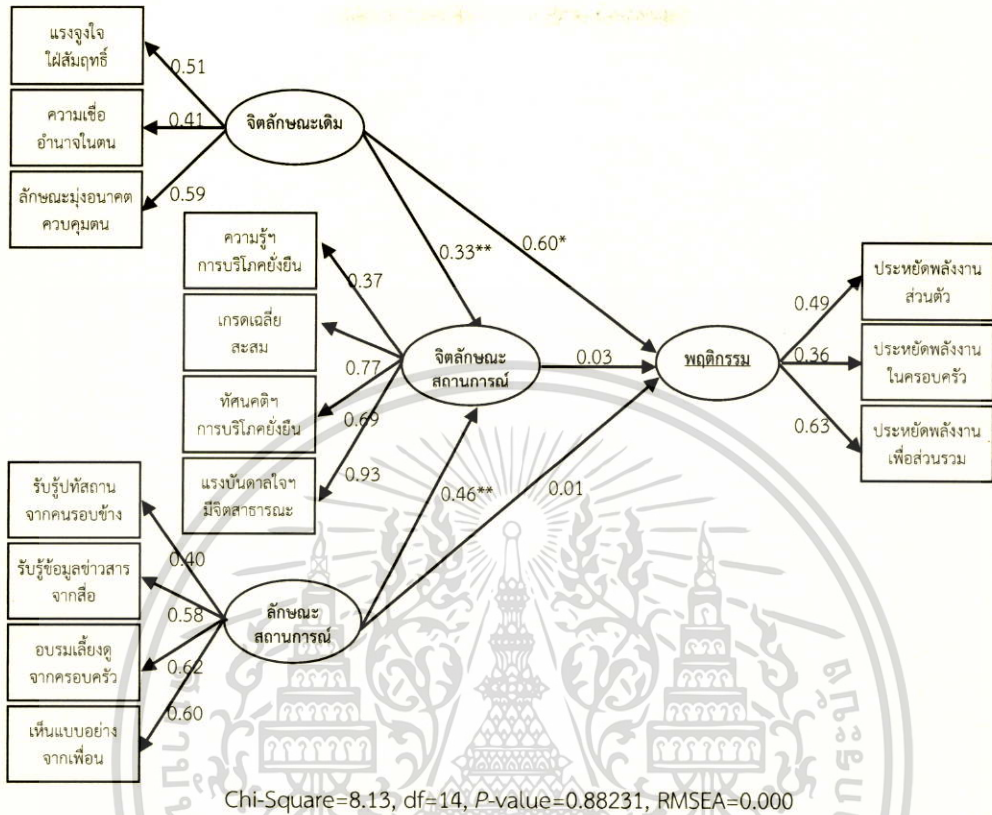 แรงจูงใจ
ใฝ่สัมฤทธิ์
0.51
ความเชื่อ
อำนาจในตน
0.41
จิตลักษณะเดิม
ลักษณะมุ่งอนาคต
ควบคุมตน
0.59
ความรู้ฯ
การบริโภคยั่งยืน
0.33**
0.60*
0.37
เกรดเฉลี่ย
สะสม
0.77
จิตลักษณะ
สถานการณ์
0.03
พฤติกรรม
ประหยัดพลังงาน
ส่วนตัว
0.49
ประหยัดพลังงาน
ในครอบครัว
0.36
ประหยัดพลังงาน
เพื่อส่วนรวม
0.63
ทัศนคติฯ
การบริโภคยั่งยืน
0.69
แรงบันดาลใจฯ
มีจิตสาธารณะ
0.93
รับรู้ปทัสถาน
จากคนรอบข้าง
0.40
0.46**
0.01
รับรู้ข้อมูลข่าวสาร
จากสื่อ
0.58
ลักษณะ
สถานการณ์
อบรมเลี้ยงดู
จากครอบครัว
0.62
เห็นแบบอย่าง
จากเพื่อน
0.60
Chi-Square=8.13, df=14, P-value=0.88231, RMSEA=0.000